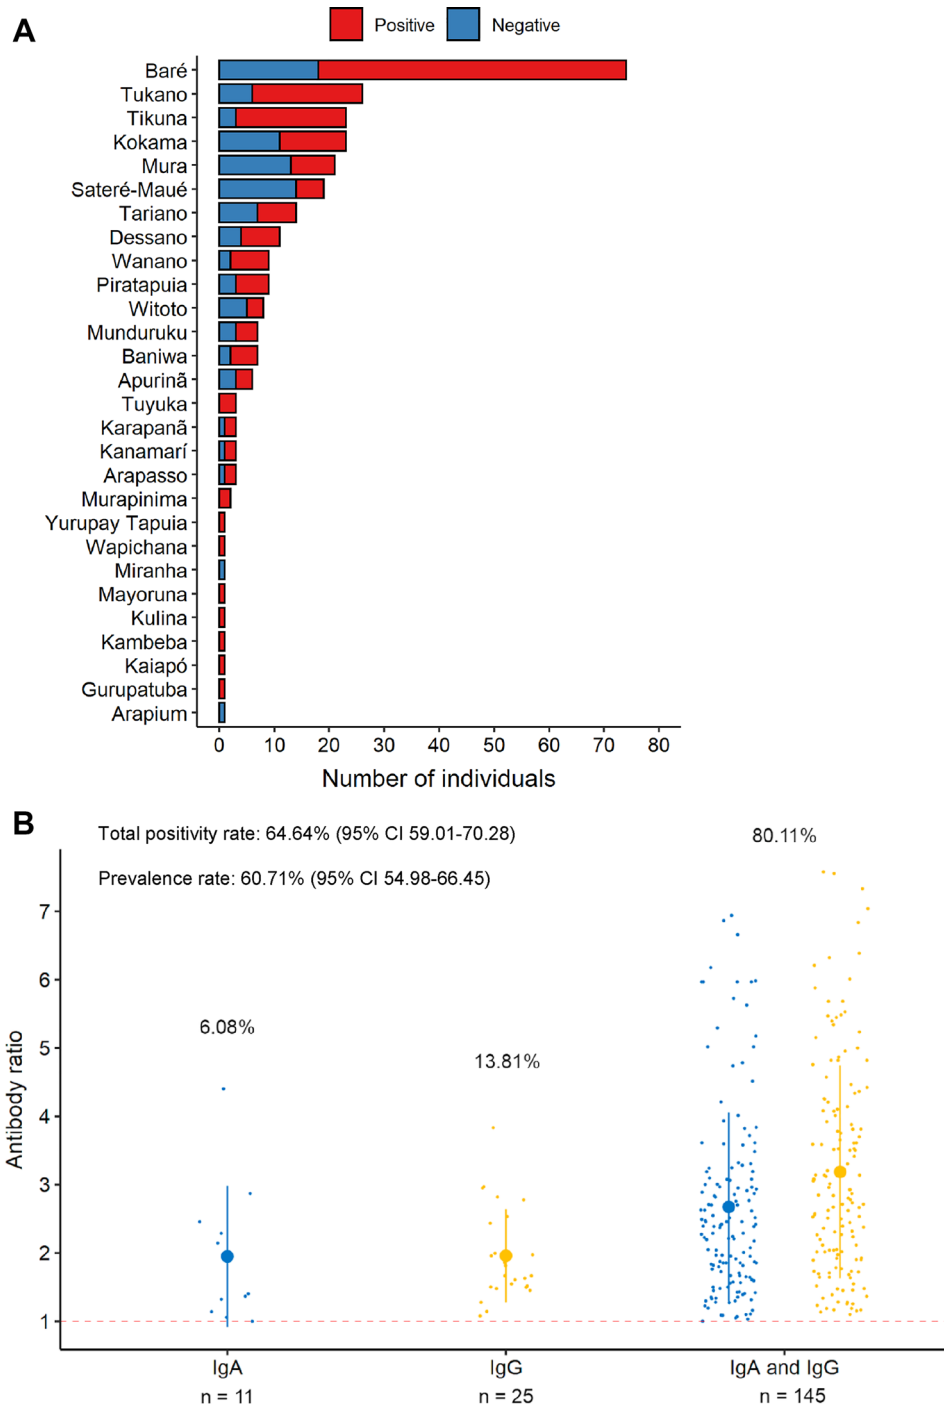 A
Positive Negative
Baré
Tukano
Tikuna
Kokama
Mura
Sateré-Maué
Tariano
Dessano
Wanano
Piratapuia
Witoto
Munduruku
Baniwa
Apurinã
Tuyuka
Karapanã
Kanamarí
Arapasso
Murapinima
Yurupay Tapuia
Wapichana
Miranha
Mayoruna
Kulina
Kambeba
Kaiapó
Gurupatuba
Arapium
0 10 20 30 40 50 60 70 80
Number of individuals
B
Total positivity rate: 64.64% (95% CI 59.01-70.28)
80.11%
Prevalence rate: 60.71% (95% CI 54.98-66.45)
7
6
6.08%
5
13.81%
4
3
2
1
Antibody ratio
IgA IgG IgA and IgG
n = 11 n = 25 n = 145